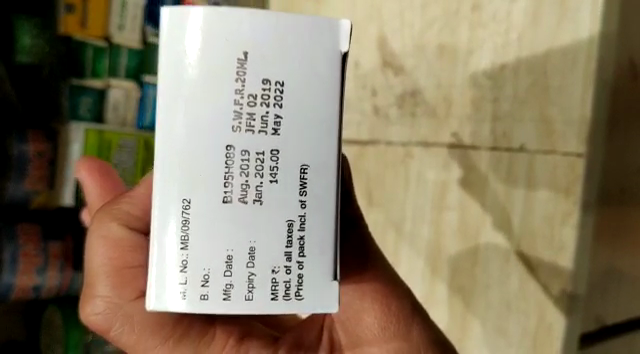 M. L. No.: MB/09/762
S.W.F.R.20ML.
B. No.: B195H089 JFM 02
Mfg. Date : Aug.2019 Jun.2019
Expiry Date : Jan.2021 May 2022
MRP ₹: 145.00
(Incl. of all taxes)
(Price of pack Incl. of SWFR)